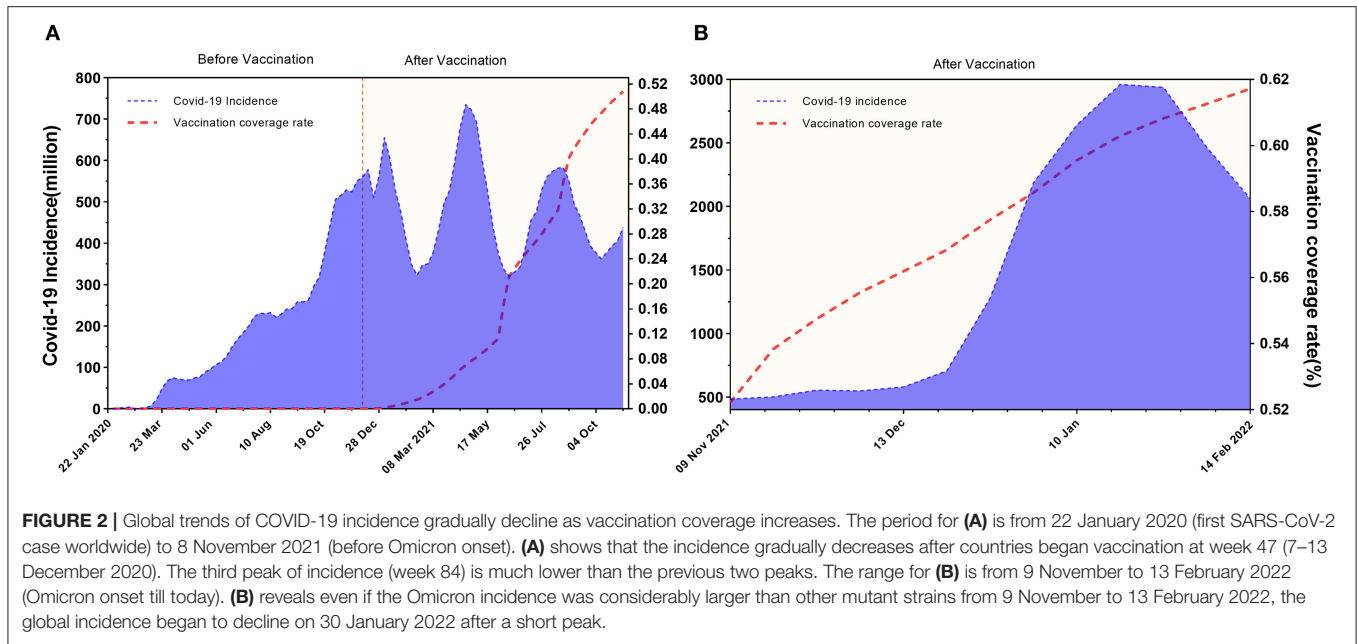 A
Before Vaccination
After Vaccination
Covid-19 Incidence(million)
800
700
600
500
400
300
200
100
0
Covid-19 Incidence
Vaccination coverage rate
0.52
0.48
0.44
0.40
0.36
0.32
0.28
0.24
0.20
0.16
0.12
0.08
0.04
0.00
22 Jan 2020
23 Mar
01 Jun
10 Aug
19 Oct
28 Dec
08 Mar 2021
17 May
26 Jul
04 Oct
B
After Vaccination
3000
2500
2000
1500
1000
500
Covid-19 incidence
Vaccination coverage rate
0.62
0.60
0.58
0.56
0.54
0.52
Vaccination coverage rate(%)
09 Nov 2021
13 Dec
10 Jan
14 Feb 2022
FIGURE 2 | Global trends of COVID-19 incidence gradually decline as vaccination coverage increases. The period for (A) is from 22 January 2020 (first SARS-CoV-2
case worldwide) to 8 November 2021 (before Omicron onset). (A) shows that the incidence gradually decreases after countries began vaccination at week 47 (7–13
December 2020). The third peak of incidence (week 84) is much lower than the previous two peaks. The range for (B) is from 9 November to 13 February 2022
(Omicron onset till today). (B) reveals even if the Omicron incidence was considerably larger than other mutant strains from 9 November to 13 February 2022, the
global incidence began to decline on 30 January 2022 after a short peak.